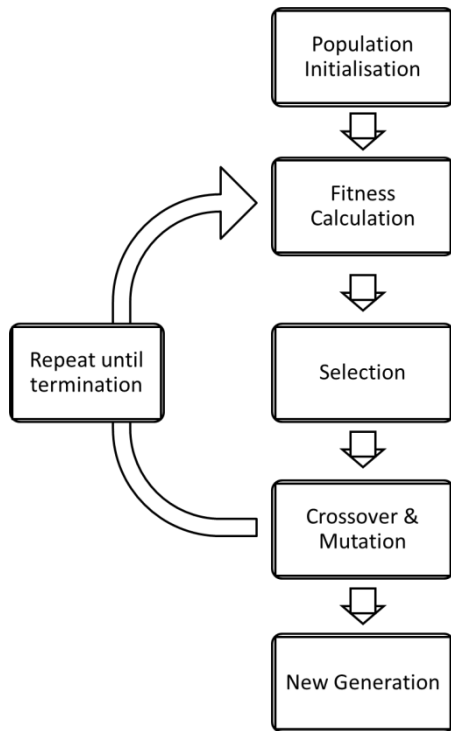 Population
Initialisation
Fitness
Calculation
Repeat until
termination
Selection
Crossover &
Mutation
New Generation